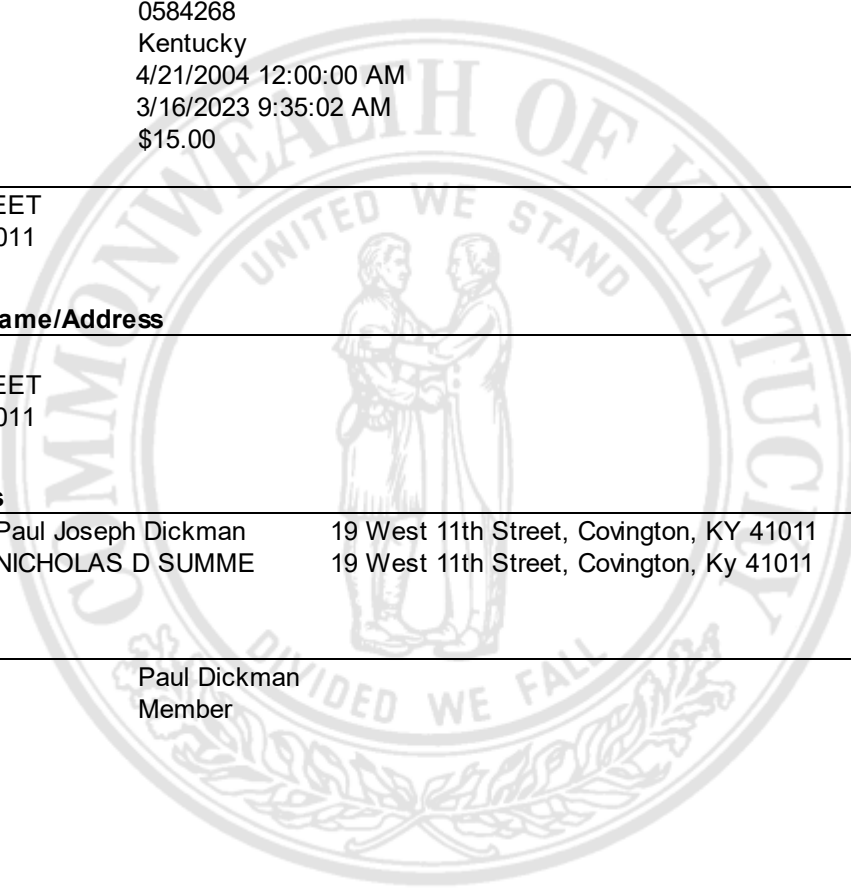 0584268
Kentucky
4/21/2004 12:00:00 AM
3/16/2023 9:35:02 AM
$15.00
COMMONWEALTH OF KENTUCKY
UNITED WE STAND
EET
011
ame/Address
EET
011
s
Paul Joseph Dickman 19 West 11th Street, Covington, KY 41011
NICHOLAS D SUMME 19 West 11th Street, Covington, Ky 41011
DIVIDED WE FALL
Paul Dickman
Member